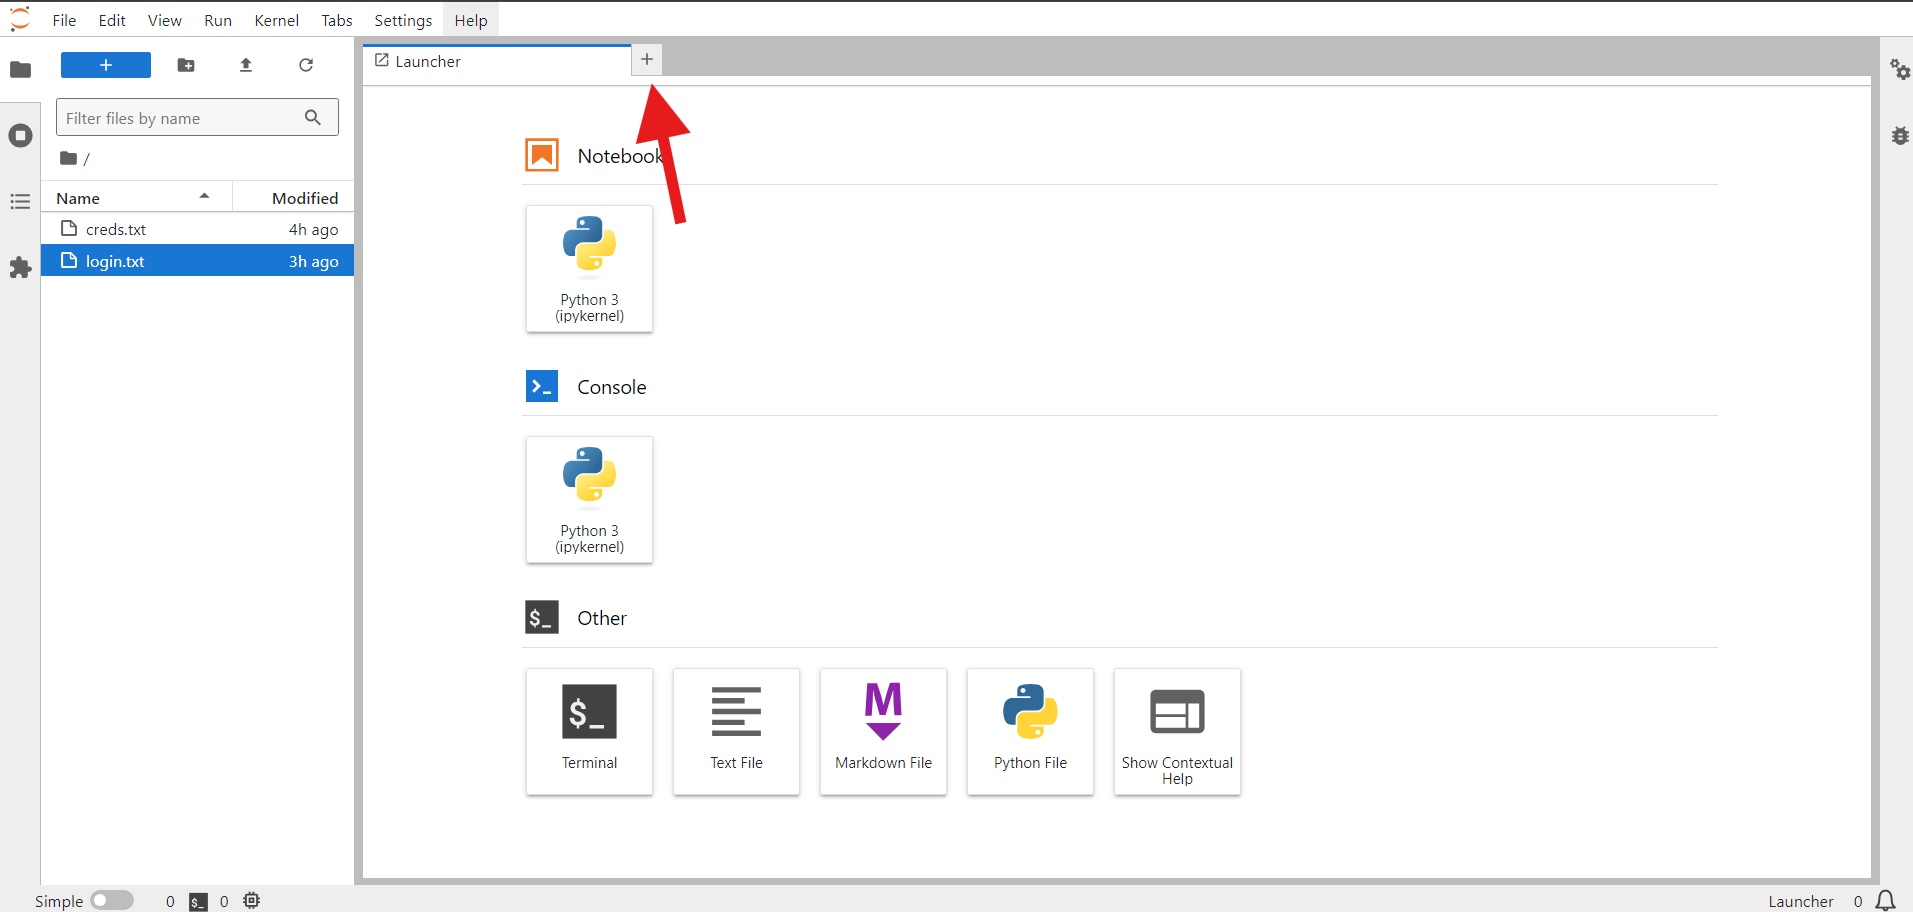 File Edit View Run Kernel Tabs Settings Help
Launcher
Filter files by name
/
Name Modified
creds.txt 4h ago
login.txt 3h ago
Notebook
Python 3
(ipykernel)
Console
Python 3
(ipykernel)
$_ Other
$_
Terminal
Text File
M
Markdown File
Python File
Show Contextual
Help
Simple 0 $_ 0 Launcher 0